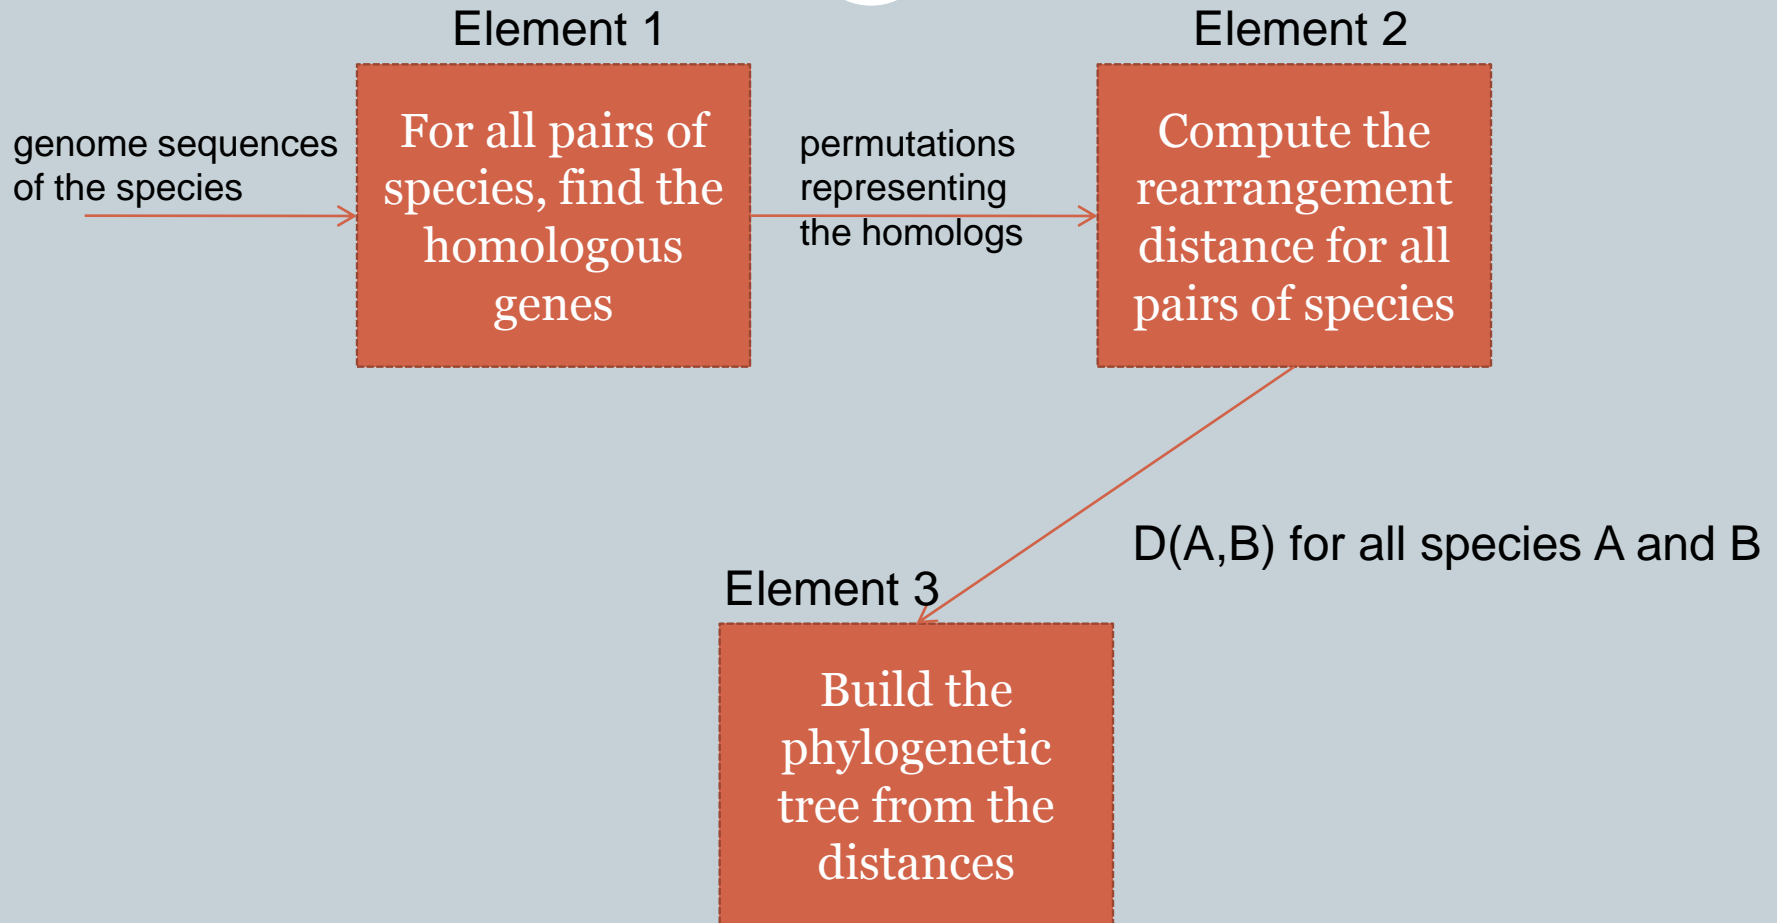 Element 1
genome sequences
of the species
For all pairs of
species, find the
homologous
genes
permutations
representing
the homologs
Element 2
Compute the
rearrangement
distance for all
pairs of species
D(A,B) for all species A and B
Element 3
Build the
phylogenetic
tree from the
distances